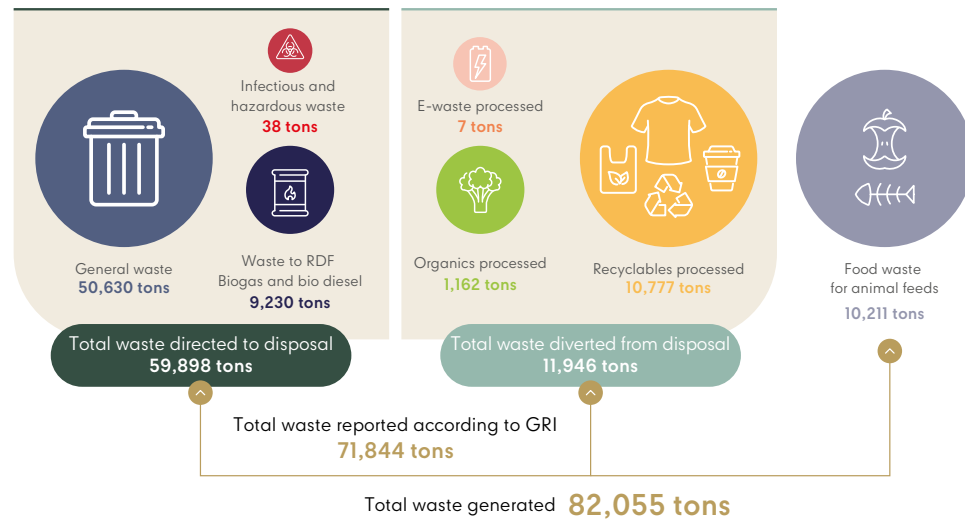 Infectious and
hazardous waste
38 tons
E-waste processed
7 tons
General waste
50,630 tons
Waste to RDF
Biogas and bio diesel
9,230 tons
Organics processed
1,162 tons
Recyclables processed
10,777 tons
Food waste
for animal feeds
10,211 tons
Total waste directed to disposal
59,898 tons
Total waste diverted from disposal
11,946 tons
Total waste reported according to GRI
71,844 tons
Total waste generated 82,055 tons